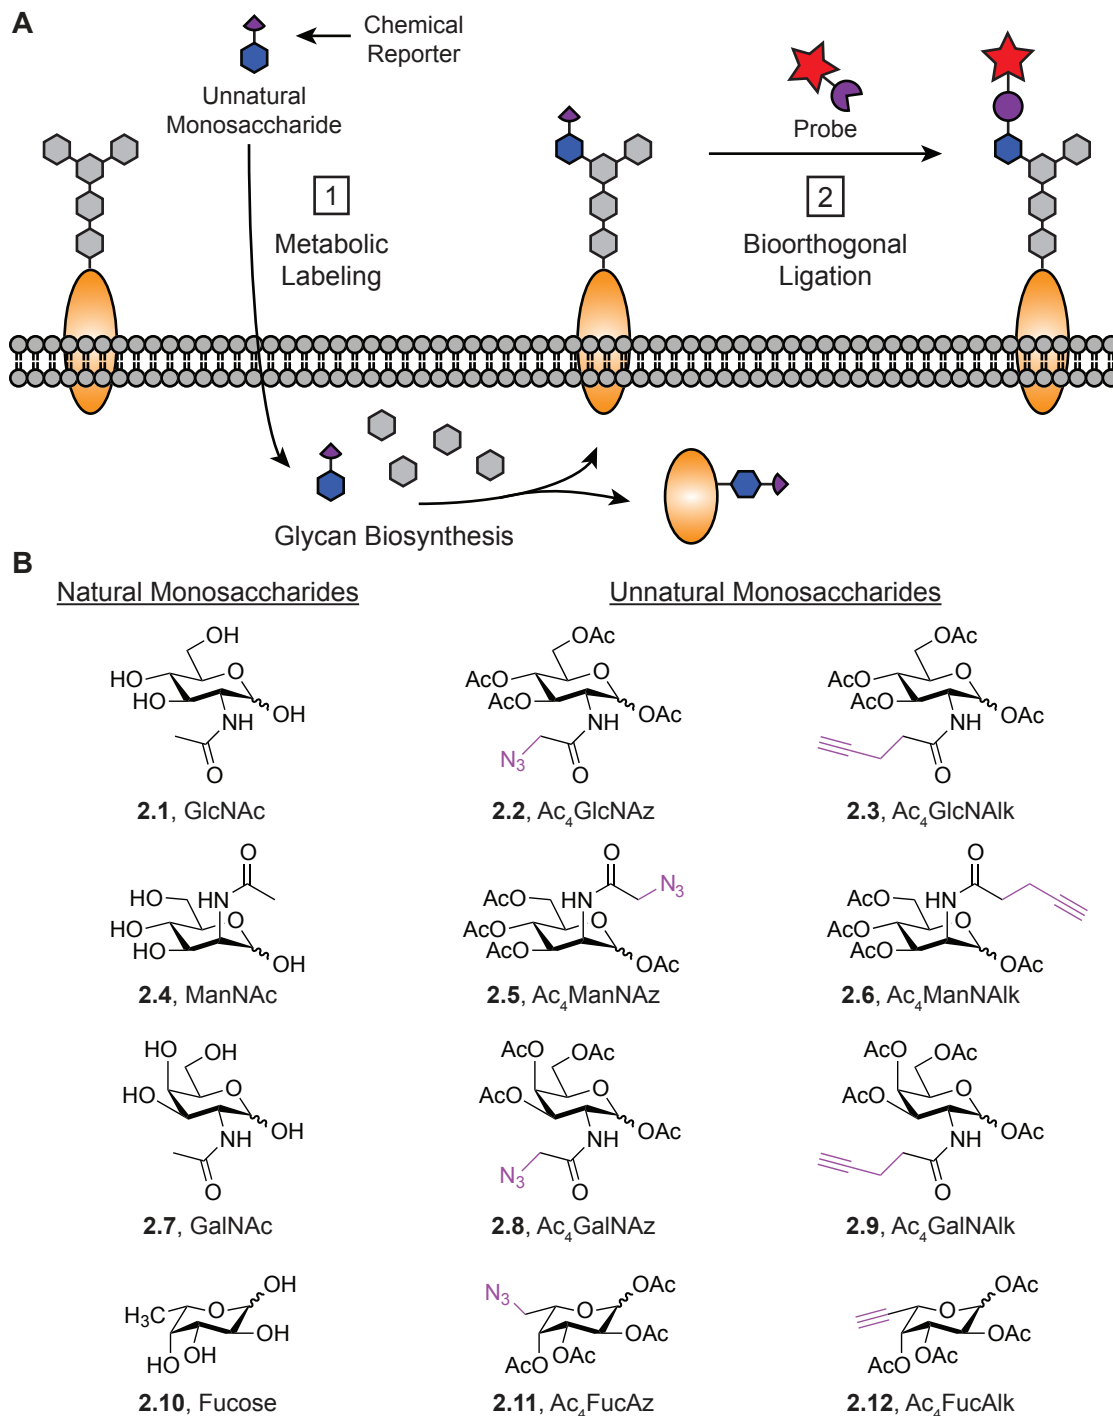 A
Chemical
Reporter
Unnatural
Monosaccharide
Probe
1
Metabolic
Labeling
2
Bioorthogonal
Ligation
Glycan Biosynthesis
B
Natural Monosaccharides
Unnatural Monosaccharides
OH
HO
O
HO
OH
NH
O
2.1, GlcNAc
OAc
AcO
O
AcO
OAc
NH
N3
O
2.2, Ac4GlcNAz
OAc
AcO
O
AcO
OAc
NH
O
2.3, Ac4GlcNAlk
O
HO
HN
O
HO
HO
OH
2.4, ManNAc
O
N3
HN
AcO
O
AcO
AcO
OAc
2.5, Ac4ManNAz
O
HN
AcO
O
AcO
AcO
OAc
2.6, Ac4ManNAlk
HO
OH
O
HO
OH
NH
O
2.7, GalNAc
AcO
OAc
O
AcO
OAc
NH
N3
O
2.8, Ac4GalNAz
AcO
OAc
O
AcO
OAc
NH
O
2.9, Ac4GalNAlk
OH
H3C
O
OH
OH
HO
2.10, Fucose
N3
OAc
O
OAc
OAc
AcO
2.11, Ac4FucAz
OAc
O
OAc
OAc
AcO
2.12, Ac4FucAlk